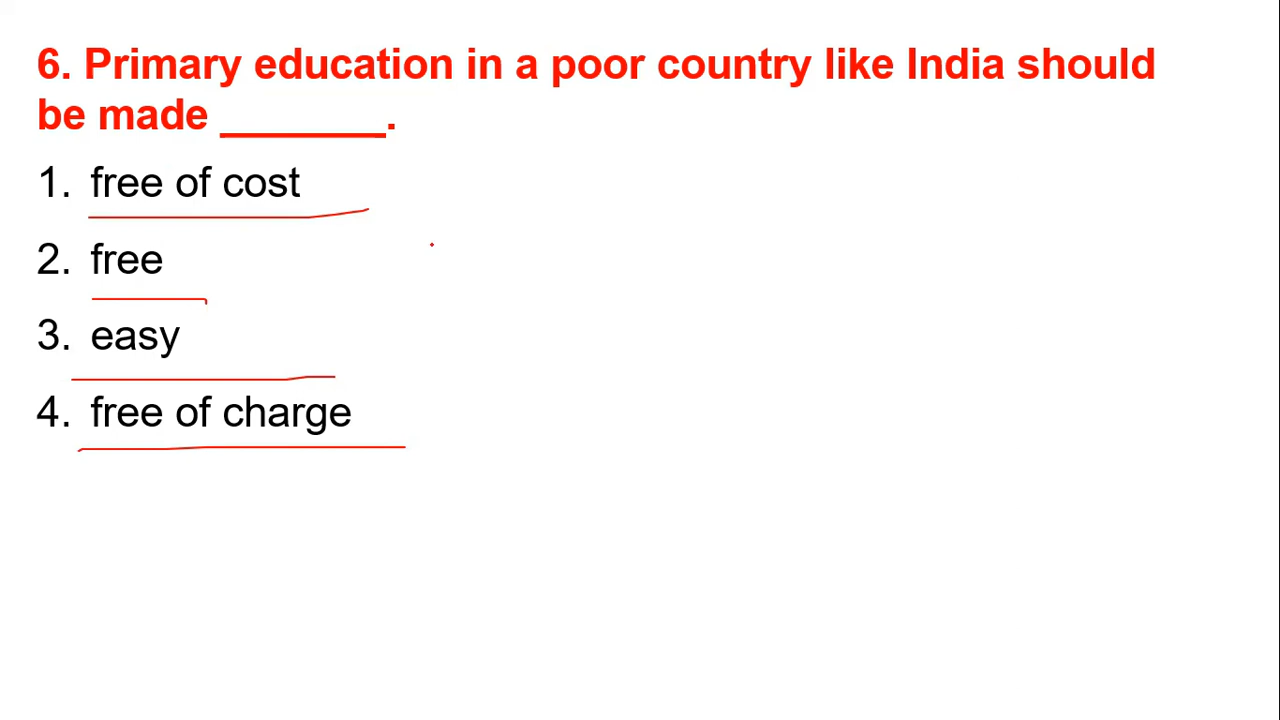 6. Primary education in a poor country like India should
be made _______.
1. free of cost
2. free
3. easy
4. free of charge